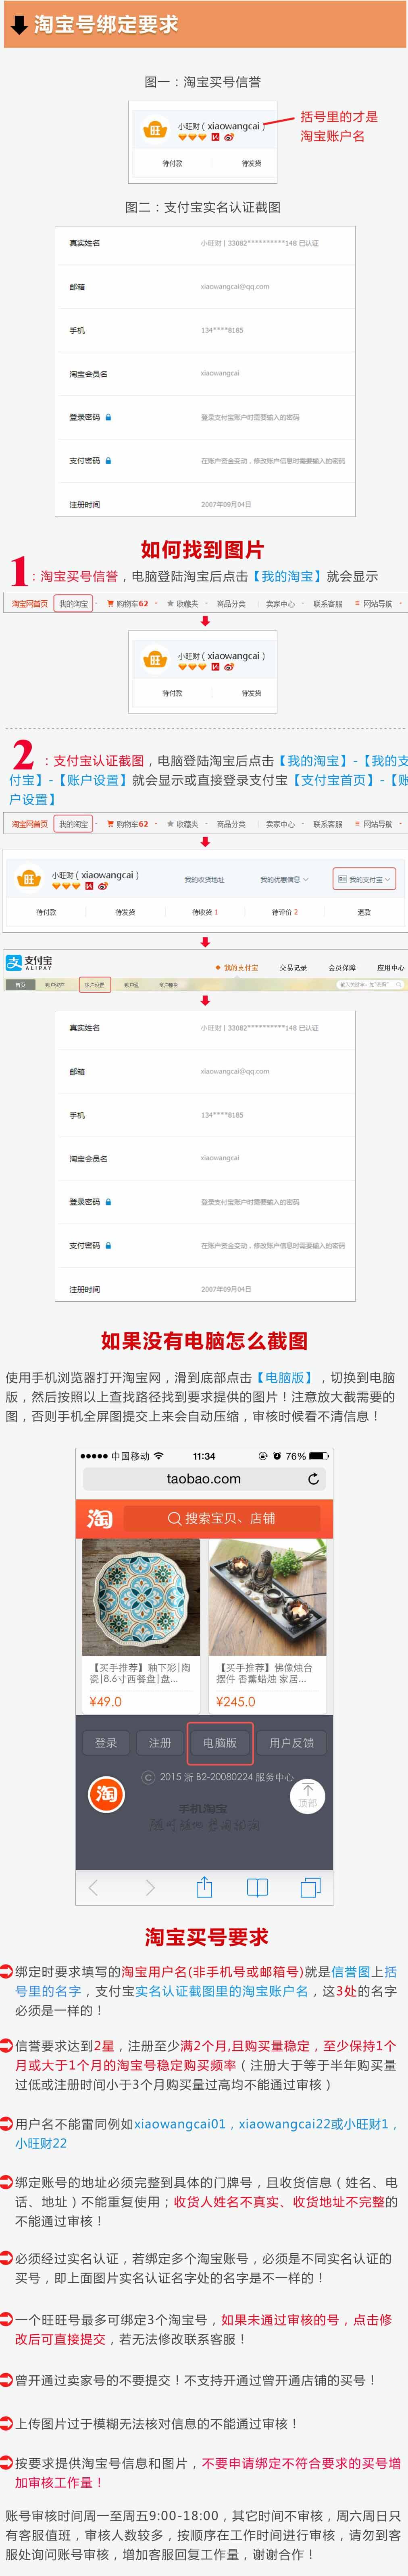 淘宝号绑定要求
图一：淘宝买号信誉
小旺财（xiaowangcai）
待付款 待发货
括号里的才是
淘宝账户名
图二：支付宝实名认证截图
真实姓名 小旺财 | 33082**********148 已认证
邮箱 xiaowangcai@qq.com
手机 134****8185
淘宝会员名 xiaowangcai
登录密码 登录支付宝账户时需要输入的密码
支付密码 在账户资金变动，修改账户信息时需要输入的密码
注册时间 2007年09月04日
如何找到图片
1：淘宝买号信誉，电脑登陆淘宝后点击【我的淘宝】就会显示
淘宝网首页 我的淘宝 购物车62 收藏夹 商品分类 卖家中心 联系客服 网站导航
小旺财（xiaowangcai）
待付款 待发货
2：支付宝认证截图，电脑登陆淘宝后点击【我的淘宝】-【我的支
付宝】-【账户设置】就会显示或直接登录支付宝【支付宝首页】-【账
户设置】
淘宝网首页 我的淘宝 购物车62 收藏夹 商品分类 卖家中心 联系客服 网站导航
小旺财（xiaowangcai） 我的收货地址 我的优惠信息 我的支付宝
待付款 待发货 待收货 1 待评价 2 退款
支付宝 ALIPAY 我的支付宝 交易记录 会员保障 应用中心
首页 账户资产 账户设置 账户通 账户服务
真实姓名 小旺财 | 33082**********148 已认证
邮箱 xiaowangcai@qq.com
手机 134****8185
淘宝会员名 xiaowangcai
登录密码 登录支付宝账户时需要输入的密码
支付密码 在账户资金变动，修改账户信息时需要输入的密码
注册时间 2007年09月04日
如果没有电脑怎么截图
使用手机浏览器打开淘宝网，滑到底部点击【电脑版】，切换到电脑
版，然后按照以上查找路径找到要求提供的图片！注意放大截需要的
图，否则手机全屏图提交上来会自动压缩，审核时候看不清信息！
中国移动 11:34 76%
taobao.com
淘 搜索宝贝、店铺
【买手推荐】釉下彩|陶
瓷|8.6寸西餐盘|盘...
¥49.0
【买手推荐】佛像烛台
摆件 香薰蜡烛 家居...
¥245.0
登录 注册 电脑版 用户反馈
淘 © 2015 浙 B2-20080224 服务中心
顶部
手机淘宝
淘宝买号要求
绑定时要求填写的淘宝用户名(非手机号或邮箱号)就是信誉图上括
号里的名字，支付宝实名认证截图里的淘宝账户名，这3处的名字
必须是一样的！
信誉要求达到2星，注册至少满2个月,且购买量稳定，至少保持1个
月或大于1个月的淘宝号稳定购买频率（注册大于等于半年购买量
过低或注册时间小于3个月购买量过高均不能通过审核）
用户名不能雷同例如xiaowangcai01，xiaowangcai22或小旺财1，
小旺财22
绑定账号的地址必须完整到具体的门牌号，且收货信息（姓名、电
话、地址）不能重复使用；收货人姓名不真实、收货地址不完整的
不能通过审核！
必须经过实名认证，若绑定多个淘宝账号，必须是不同实名认证的
买号，即上面图片实名认证名字处的名字是不一样的！
一个旺旺号最多可绑定3个淘宝号，如果未通过审核的号，点击修
改后可直接提交，若无法修改联系客服！
曾开通过卖家号的不要提交！不支持开通过曾开通店铺的买号！
上传图片过于模糊无法核对信息的不能通过审核！
按要求提供淘宝号信息和图片，不要申请绑定不符合要求的买号增
加审核工作量！
账号审核时间周一至周五9:00-18:00，其它时间不审核，周六周日只
有客服值班，审核人数较多，按顺序在工作时间进行审核，请勿到客
服处询问账号审核，增加客服回复工作量，谢谢合作！